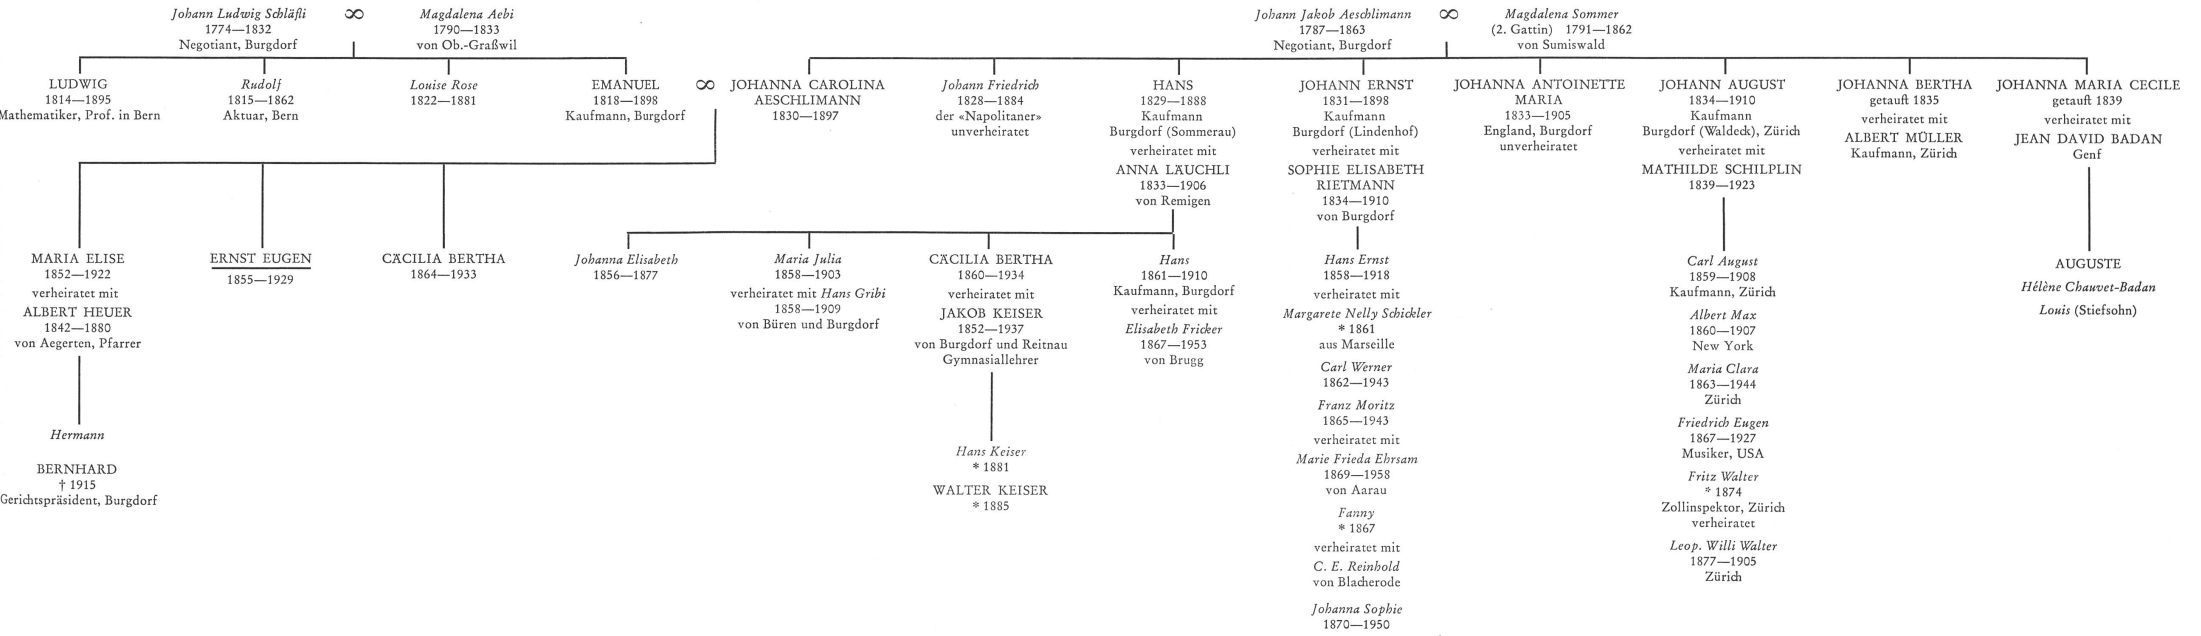 Johann Ludwig Schläfli
1774—1832
Negotiant, Burgdorf
∞
Magdalena Aebi
1790—1833
von Ob.-Graßwil
Johann Jakob Aeschlimann
1787—1863
Negotiant, Burgdorf
∞
Magdalena Sommer
(2. Gattin) 1791—1862
von Sumiswald
LUDWIG
1814—1895
Mathematiker, Prof. in Bern
Rudolf
1815—1862
Aktuar, Bern
Louise Rose
1822—1881
EMANUEL
1818—1898
Kaufmann, Burgdorf
∞
JOHANNA CAROLINA
AESCHLIMANN
1830—1897
Johann Friedrich
1828—1884
der «Napolitaner»
unverheiratet
HANS
1829—1888
Kaufmann
Burgdorf (Sommerau)
verheiratet mit
ANNA LÄUCHLI
1833—1906
von Remigen
JOHANN ERNST
1831—1898
Kaufmann
Burgdorf (Lindenhof)
verheiratet mit
SOPHIE ELISABETH
RIETMANN
1834—1910
von Burgdorf
JOHANNA ANTOINETTE
MARIA
1833—1905
England, Burgdorf
unverheiratet
JOHANN AUGUST
1834—1910
Kaufmann
Burgdorf (Waldeck), Zürich
verheiratet mit
MATHILDE SCHILPLIN
1839—1923
JOHANNA BERTHA
getauft 1835
verheiratet mit
ALBERT MÜLLER
Kaufmann, Zürich
JOHANNA MARIA CECILE
getauft 1839
verheiratet mit
JEAN DAVID BADAN
Genf
MARIA ELISE
1852—1922
verheiratet mit
ALBERT HEUER
1842—1880
von Aegerten, Pfarrer
ERNST EUGEN
1855—1929
CÄCILIA BERTHA
1864—1933
Johanna Elisabeth
1856—1877
Maria Julia
1858—1903
verheiratet mit Hans Gribi
1858—1909
von Büren und Burgdorf
CÄCILIA BERTHA
1860—1934
verheiratet mit
JAKOB KEISER
1852—1937
von Burgdorf und Reitnau
Gymnasiallehrer
Hans
1861—1910
Kaufmann, Burgdorf
verheiratet mit
Elisabeth Fricker
1867—1953
von Brugg
Hans Ernst
1858—1918
verheiratet mit
Margarete Nelly Schickler
* 1861
aus Marseille
Carl Werner
1862—1943
Franz Moritz
1865—1943
verheiratet mit
Marie Frieda Ehrsam
1869—1958
von Aarau
Fanny
* 1867
verheiratet mit
C. E. Reinhold
von Blacherode
Johanna Sophie
1870—1950
Carl August
1859—1908
Kaufmann, Zürich
Albert Max
1860—1907
New York
Maria Clara
1863—1944
Zürich
Friedrich Eugen
1867—1927
Musiker, USA
Fritz Walter
* 1874
Zollinspektor, Zürich
verheiratet
Leop. Willi Walter
1877—1905
Zürich
AUGUSTE
Hélène Chauvet-Badan
Louis (Stiefsohn)
Hermann
BERNHARD
† 1915
Gerichtspräsident, Burgdorf
Hans Keiser
* 1881
WALTER KEISER
* 1885